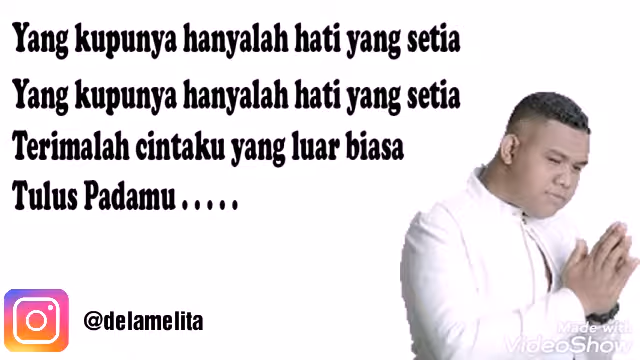 Yang kupunya hanyalah hati yang setia
Yang kupunya hanyalah hati yang setia
Terimalah cintaku yang luar biasa
Tulus Padamu . . . . .
@delamelita
Made with
VideoShow